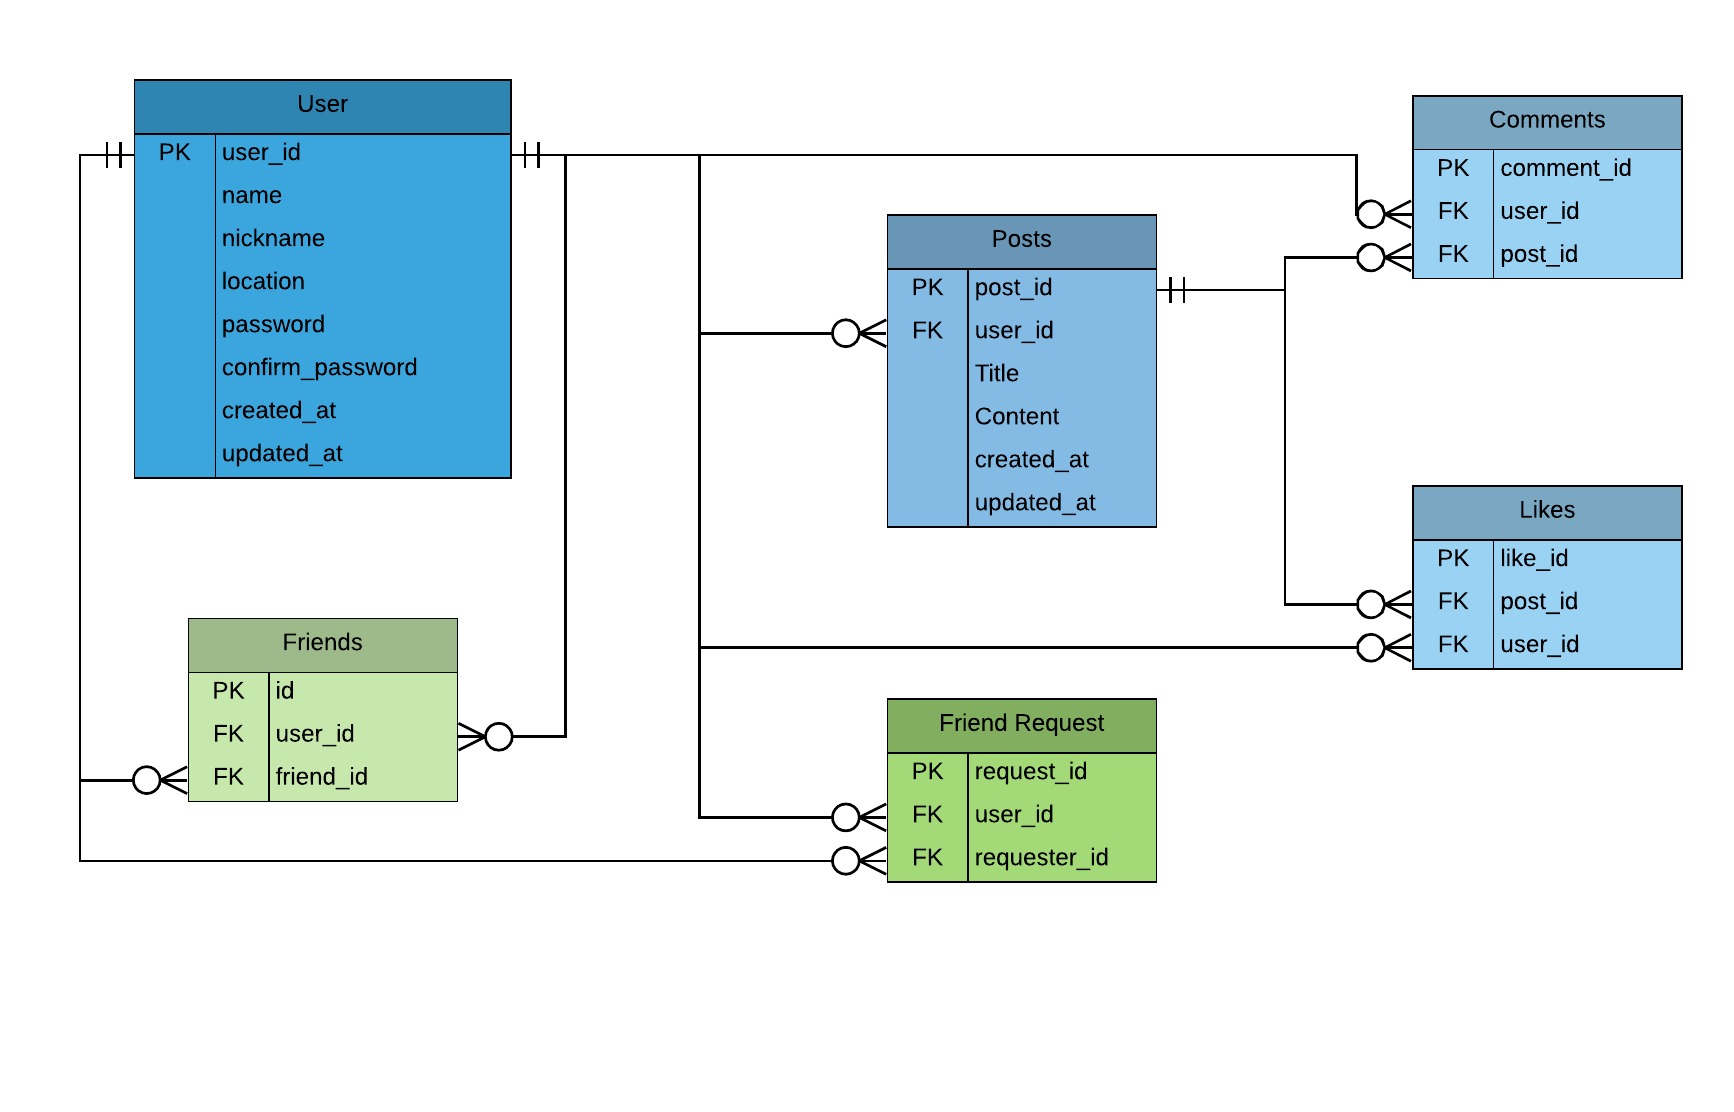 User
PK user_id
name
nickname
location
password
confirm_password
created_at
updated_at
Posts
PK post_id
FK user_id
Title
Content
created_at
updated_at
Comments
PK comment_id
FK user_id
FK post_id
Likes
PK like_id
FK post_id
FK user_id
Friends
PK id
FK user_id
FK friend_id
Friend Request
PK request_id
FK user_id
FK requester_id